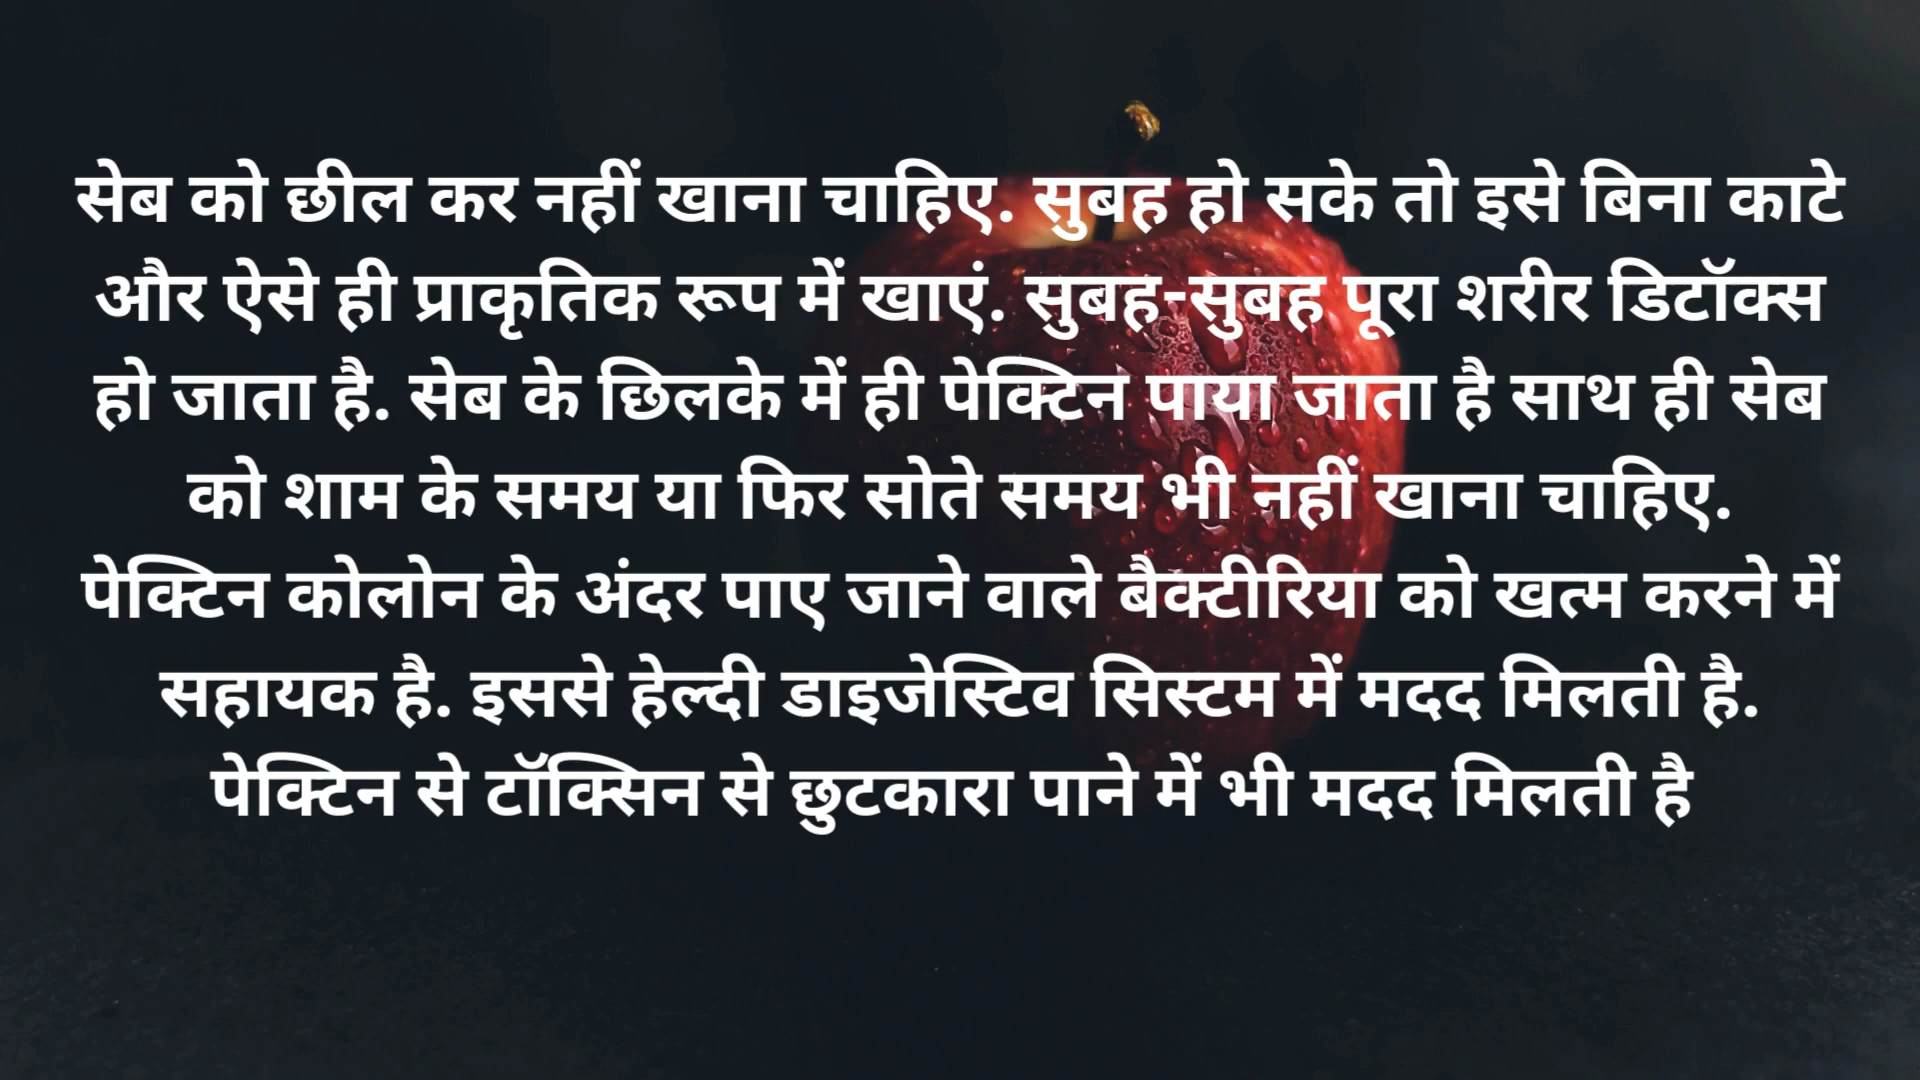 सेब को छील कर नहीं खाना चाहिए. सुबह हो सके तो इसे बिना काटे
और ऐसे ही प्राकृतिक रूप में खाएं. सुबह-सुबह पूरा शरीर डिटॉक्स
हो जाता है. सेब के छिलके में ही पेक्टिन पाया जाता है साथ ही सेब
को शाम के समय या फिर सोते समय भी नहीं खाना चाहिए.
पेक्टिन कोलोन के अंदर पाए जाने वाले बैक्टीरिया को खत्म करने में
सहायक है. इससे हेल्दी डाइजेस्टिव सिस्टम में मदद मिलती है.
पेक्टिन से टॉक्सिन से छुटकारा पाने में भी मदद मिलती है